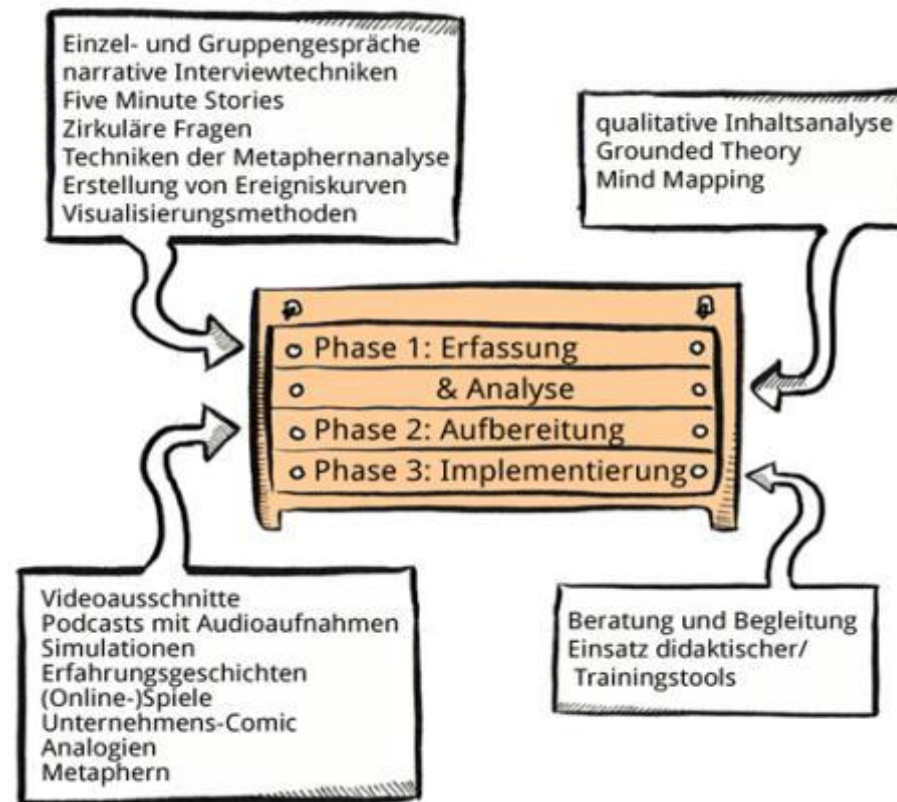 Einzel- und Gruppengespräche
narrative Interviewtechniken
Five Minute Stories
Zirkuläre Fragen
Techniken der Metaphernanalyse
Erstellung von Ereigniskurven
Visualisierungsmethoden
qualitative Inhaltsanalyse
Grounded Theory
Mind Mapping
Phase 1: Erfassung
& Analyse
Phase 2: Aufbereitung
Phase 3: Implementierung
Videoausschnitte
Podcasts mit Audioaufnahmen
Simulationen
Erfahrungsgeschichten
(Online-)Spiele
Unternehmens-Comic
Analogien
Metaphern
Beratung und Begleitung
Einsatz didaktischer/
Trainingstools